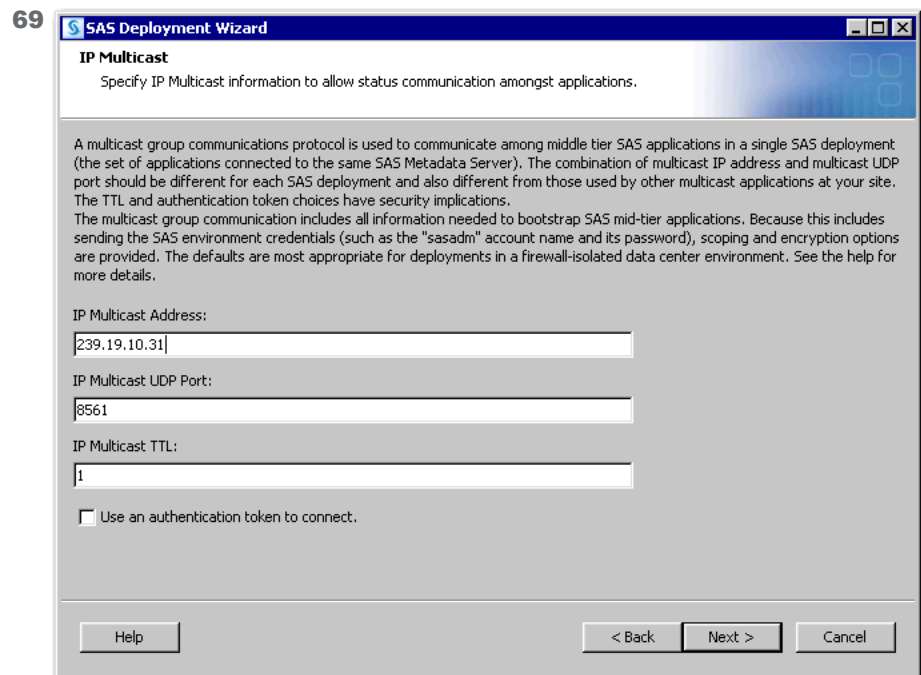 69
SAS Deployment Wizard
IP Multicast
Specify IP Multicast information to allow status communication amongst applications.
A multicast group communications protocol is used to communicate among middle tier SAS applications in a single SAS deployment
(the set of applications connected to the same SAS Metadata Server). The combination of multicast IP address and multicast UDP
port should be different for each SAS deployment and also different from those used by other multicast applications at your site.
The TTL and authentication token choices have security implications.
The multicast group communication includes all information needed to bootstrap SAS mid-tier applications. Because this includes
sending the SAS environment credentials (such as the "sasadm" account name and its password), scoping and encryption options
are provided. The defaults are most appropriate for deployments in a firewall-isolated data center environment. See the help for
more details.
IP Multicast Address:
239.19.10.31
IP Multicast UDP Port:
8561
IP Multicast TTL:
1
Use an authentication token to connect.
Help
< Back
Next >
Cancel